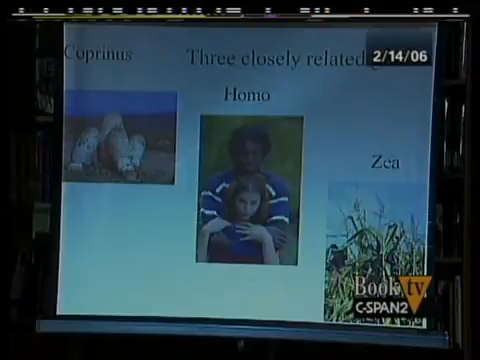 Coprinus
Three closely related
2/14/06
Homo
Zea
Book tv
C-SPAN2